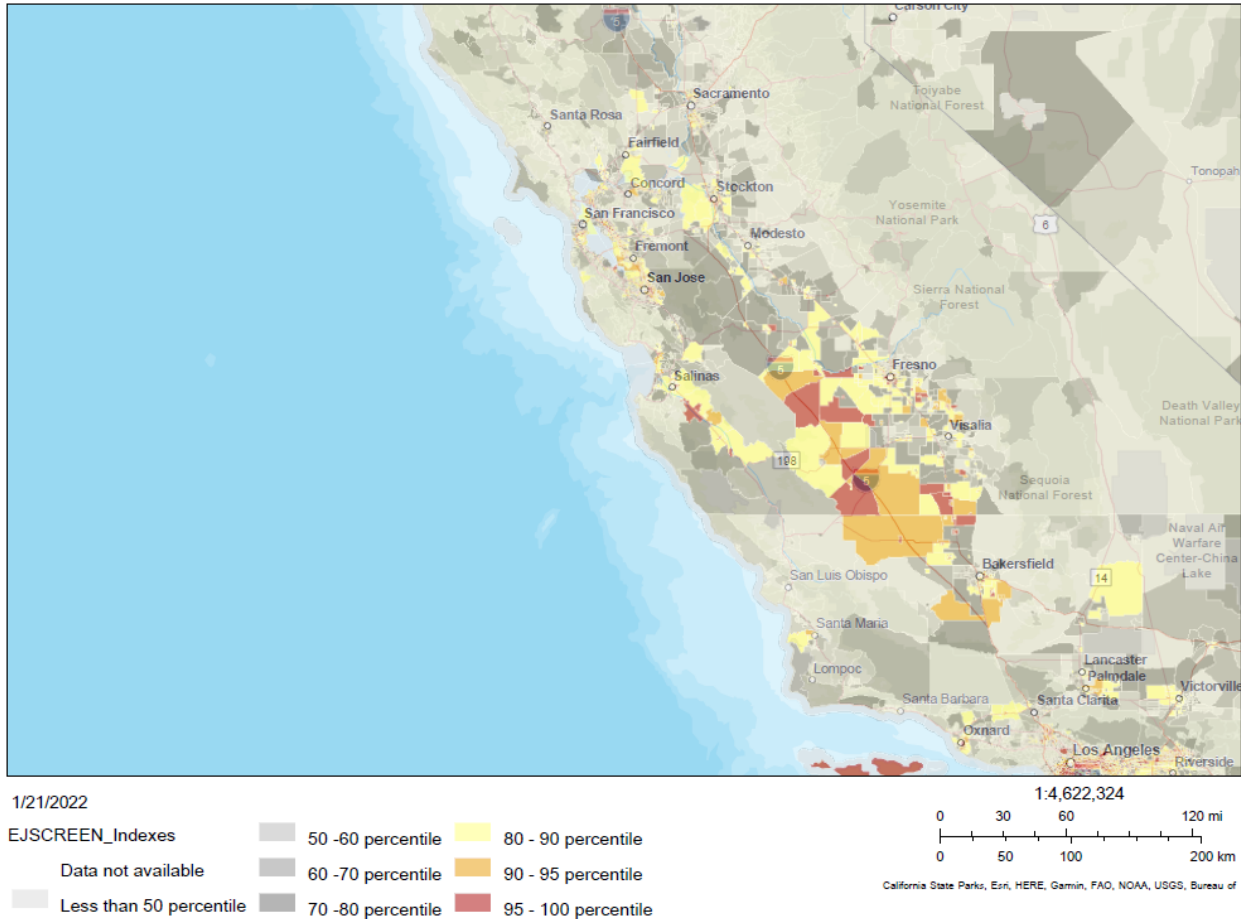 5
Carson City
Toiyabe
National Forest
Sacramento
Santa Rosa
Fairfield
Tonopah
Concord
Stockton
Yosemite
National Park
San Francisco
6
Modesto
Fremont
San Jose
Sierra National
Forest
5
Fresno
Salinas
Death Valley
National Park
Visalia
198
5
Sequoia
National Forest
Naval Air
Warfare
Center-China
Lake
Bakersfield
San Luis Obispo
14
Santa Maria
Lancaster
Lompoc
Palmdale
Santa Barbara
Santa Clarita
Victorville
Oxnard
Los Angeles
Riverside
1/21/2022
EJSCREEN_Indexes
Data not available
Less than 50 percentile
50 -60 percentile
60 -70 percentile
70 -80 percentile
80 - 90 percentile
90 - 95 percentile
95 - 100 percentile
1:4,622,324
0 30 60 120 mi
0 50 100 200 km
California State Parks, Esri, HERE, Garmin, FAO, NOAA, USGS, Bureau of